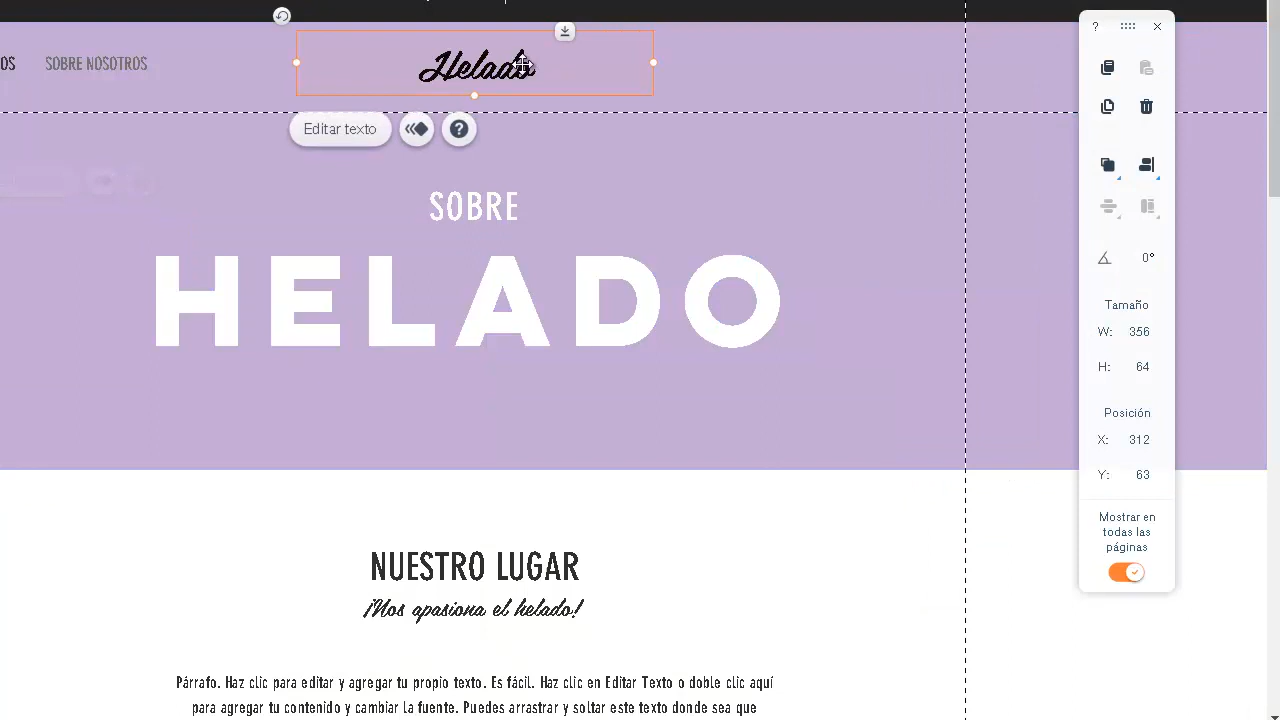 OS SOBRE NOSOTROS Helado
Editar texto ?
SOBRE
HELADO
NUESTRO LUGAR
¡Nos apasiona el helado!
Párrafo. Haz clic para editar y agregar tu propio texto. Es fácil. Haz clic en Editar Texto o doble clic aquí
para agregar tu contenido y cambiar la fuente. Puedes arrastrar y soltar este texto donde sea que
?
0°
Tamaño
W: 356
H: 64
Posición
X: 312
Y: 63
Mostrar en
todas las
páginas